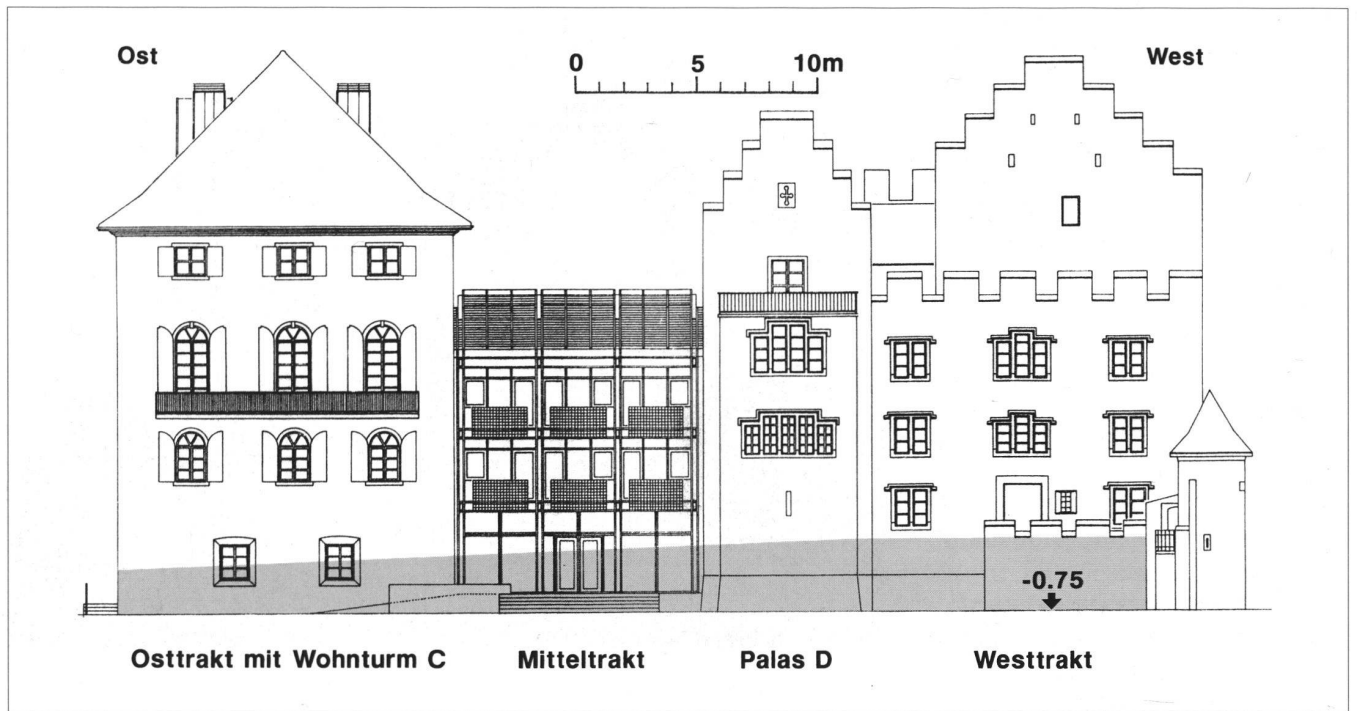 Ost
0 5 10m
West
-0.75
Osttrakt mit Wohnturm C
Mitteltrakt
Palas D
Westtrakt